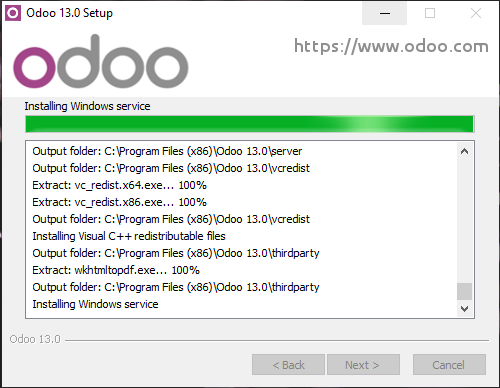 Odoo 13.0 Setup
odoo
https://www.odoo.com
Installing Windows service
Output folder: C:\Program Files (x86)\Odoo 13.0\server
Output folder: C:\Program Files (x86)\Odoo 13.0\vcredist
Extract: vc_redist.x64.exe... 100%
Extract: vc_redist.x86.exe... 100%
Output folder: C:\Program Files (x86)\Odoo 13.0\vcredist
Installing Visual C++ redistributable files
Output folder: C:\Program Files (x86)\Odoo 13.0\thirdparty
Extract: wkhtmltopdf.exe... 100%
Output folder: C:\Program Files (x86)\Odoo 13.0\thirdparty
Installing Windows service
Odoo 13.0
< Back
Next >
Cancel